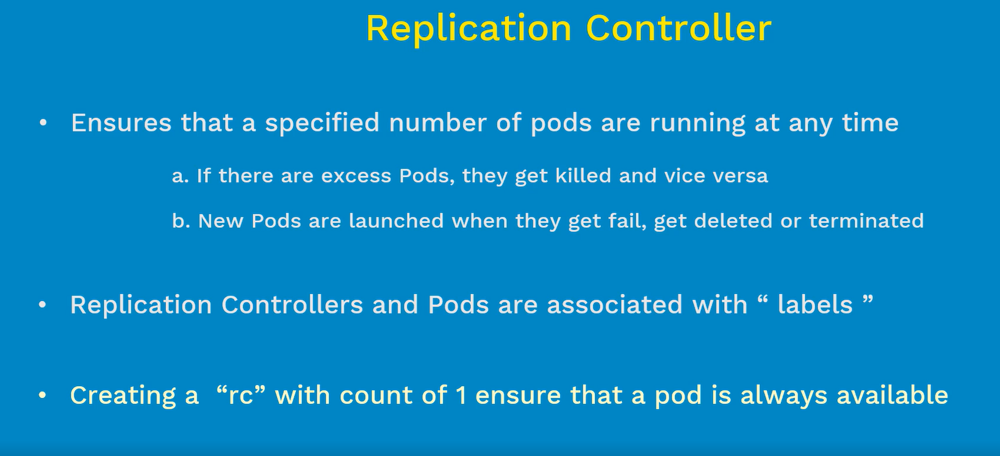 Replication Controller
• Ensures that a specified number of pods are running at any time
a. If there are excess Pods, they get killed and vice versa
b. New Pods are launched when they get fail, get deleted or terminated
• Replication Controllers and Pods are associated with “ labels ”
• Creating a “rc” with count of 1 ensure that a pod is always available